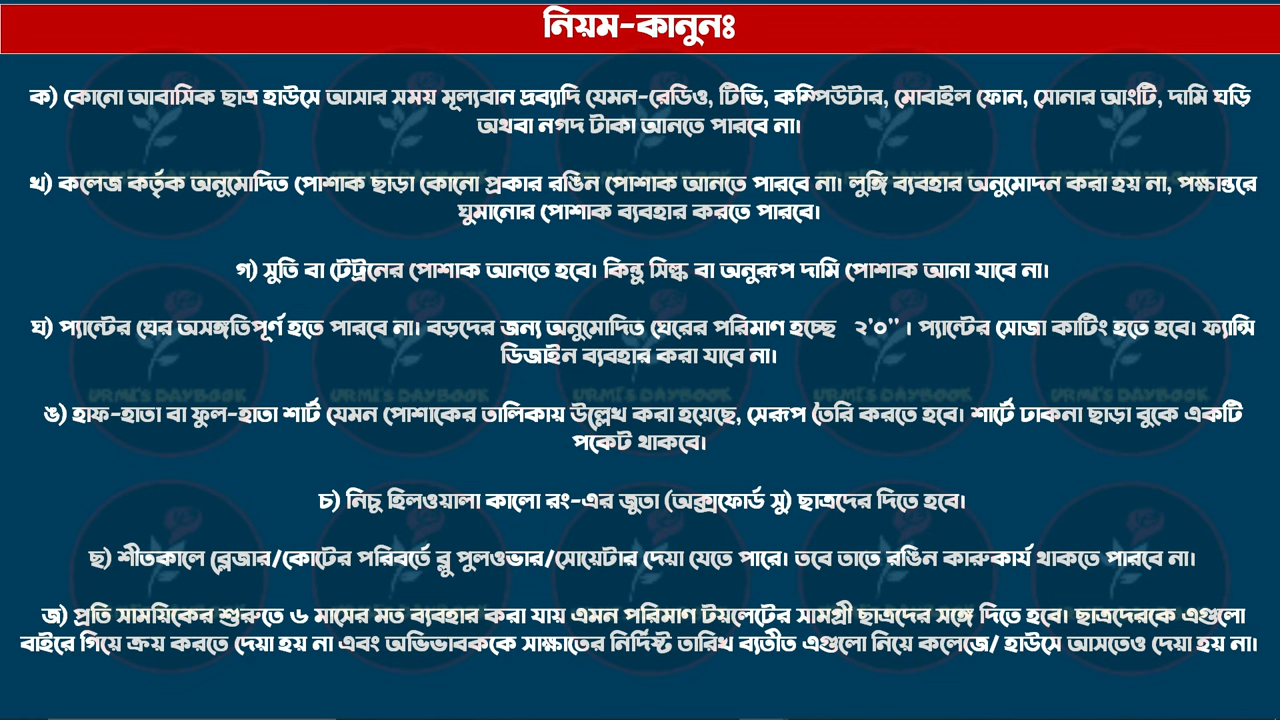 নিয়ম-কানুনঃ
ক) কোনো আবাসিক ছাত্র হাউসে আসার সময় মূল্যবান দ্রব্যাদি যেমন-রেডিও, টিভি, কম্পিউটার, মোবাইল ফোন, সোনার আংটি, দামি ঘড়ি
অথবা নগদ টাকা আনতে পারবে না।
খ) কলেজ কর্তৃক অনুমোদিত পোশাক ছাড়া কোনো প্রকার রঙিন পোশাক আনতে পারবে না। লুঙ্গি ব্যবহার অনুমোদন করা হয় না, পক্ষান্তরে
ঘুমানোর পোশাক ব্যবহার করতে পারবে।
গ) সুতি বা টেট্রনের পোশাক আনতে হবে। কিন্তু সিল্ক বা অনুরূপ দামি পোশাক আনা যাবে না।
ঘ) প্যান্টের ঘের অসঙ্গতিপূর্ণ হতে পারবে না। বড়দের জন্য অনুমোদিত ঘেরের পরিমাণ হচ্ছে ২'০" । প্যান্টের সোজা কাটিং হতে হবে। ফ্যান্সি
ডিজাইন ব্যবহার করা যাবে না।
ঙ) হাফ-হাতা বা ফুল-হাতা শার্ট যেমন পোশাকের তালিকায় উল্লেখ করা হয়েছে, সেরূপ তৈরি করতে হবে। শার্টে ঢাকনা ছাড়া বুকে একটি
পকেট থাকবে।
চ) নিচু হিলওয়ালা কালো রং-এর জুতা (অক্সফোর্ড সু) ছাত্রদের দিতে হবে।
ছ) শীতকালে ব্লেজার/কোটের পরিবর্তে ব্লু পুলওভার/সোয়েটার দেয়া যেতে পারে। তবে তাতে রঙিন কারুকার্য থাকতে পারবে না।
জ) প্রতি সাময়িকের শুরুতে ৬ মাসের মত ব্যবহার করা যায় এমন পরিমাণ টয়লেটের সামগ্রী ছাত্রদের সঙ্গে দিতে হবে। ছাত্রদেরকে এগুলো
বাইরে গিয়ে ক্রয় করতে দেয়া হয় না এবং অভিভাবককে সাক্ষাতের নির্দিষ্ট তারিখ ব্যতীত এগুলো নিয়ে কলেজে/ হাউসে আসতেও দেয়া হয় না।
URMI'S DAYBOOK